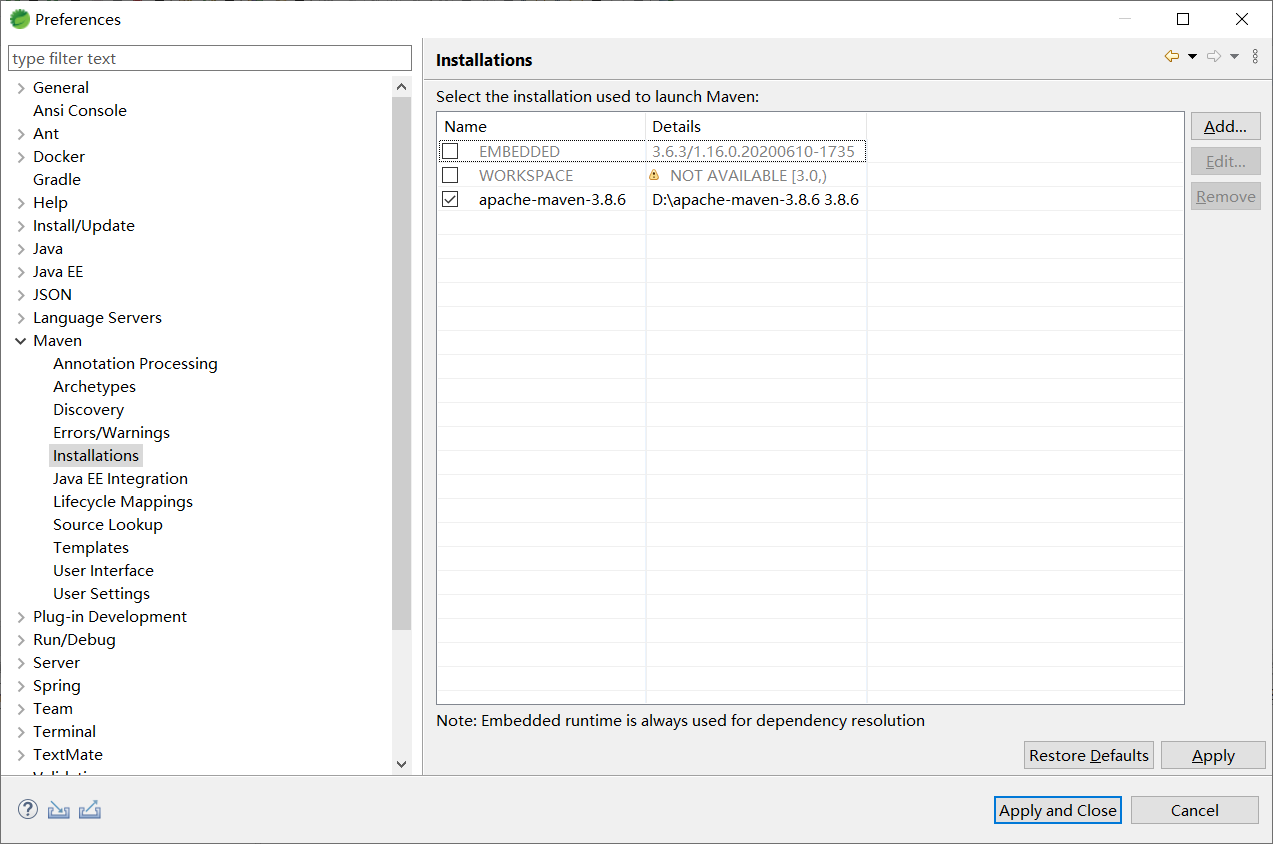 Preferences
type filter text
General
Ansi Console
Ant
Docker
Gradle
Help
Install/Update
Java
Java EE
JSON
Language Servers
Maven
Annotation Processing
Archetypes
Discovery
Errors/Warnings
Installations
Java EE Integration
Lifecycle Mappings
Source Lookup
Templates
User Interface
User Settings
Plug-in Development
Run/Debug
Server
Spring
Team
Terminal
TextMate
Installations
Select the installation used to launch Maven:
Name Details
EMBEDDED 3.6.3/1.16.0.20200610-1735
WORKSPACE NOT AVAILABLE [3.0,)
apache-maven-3.8.6 D:\apache-maven-3.8.6 3.8.6
Add...
Edit...
Remove
Note: Embedded runtime is always used for dependency resolution
Restore Defaults Apply
Apply and Close Cancel